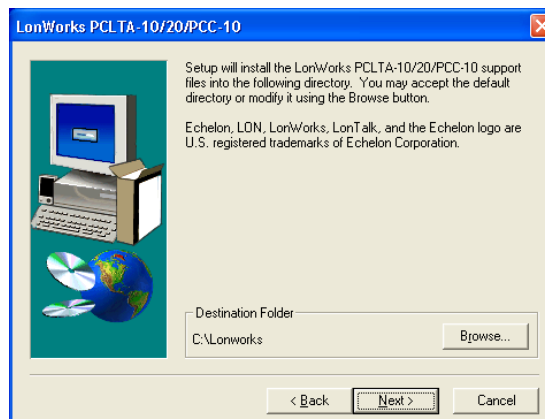 LonWorks PCLTA-10/20/PCC-10
Setup will install the LonWorks PCLTA-10/20/PCC-10 support
files into the following directory. You may accept the default
directory or modify it using the Browse button.
Echelon, LON, LonWorks, LonTalk, and the Echelon logo are
U.S. registered trademarks of Echelon Corporation.
Destination Folder
C:\Lonworks
Browse...
< Back
Next >
Cancel